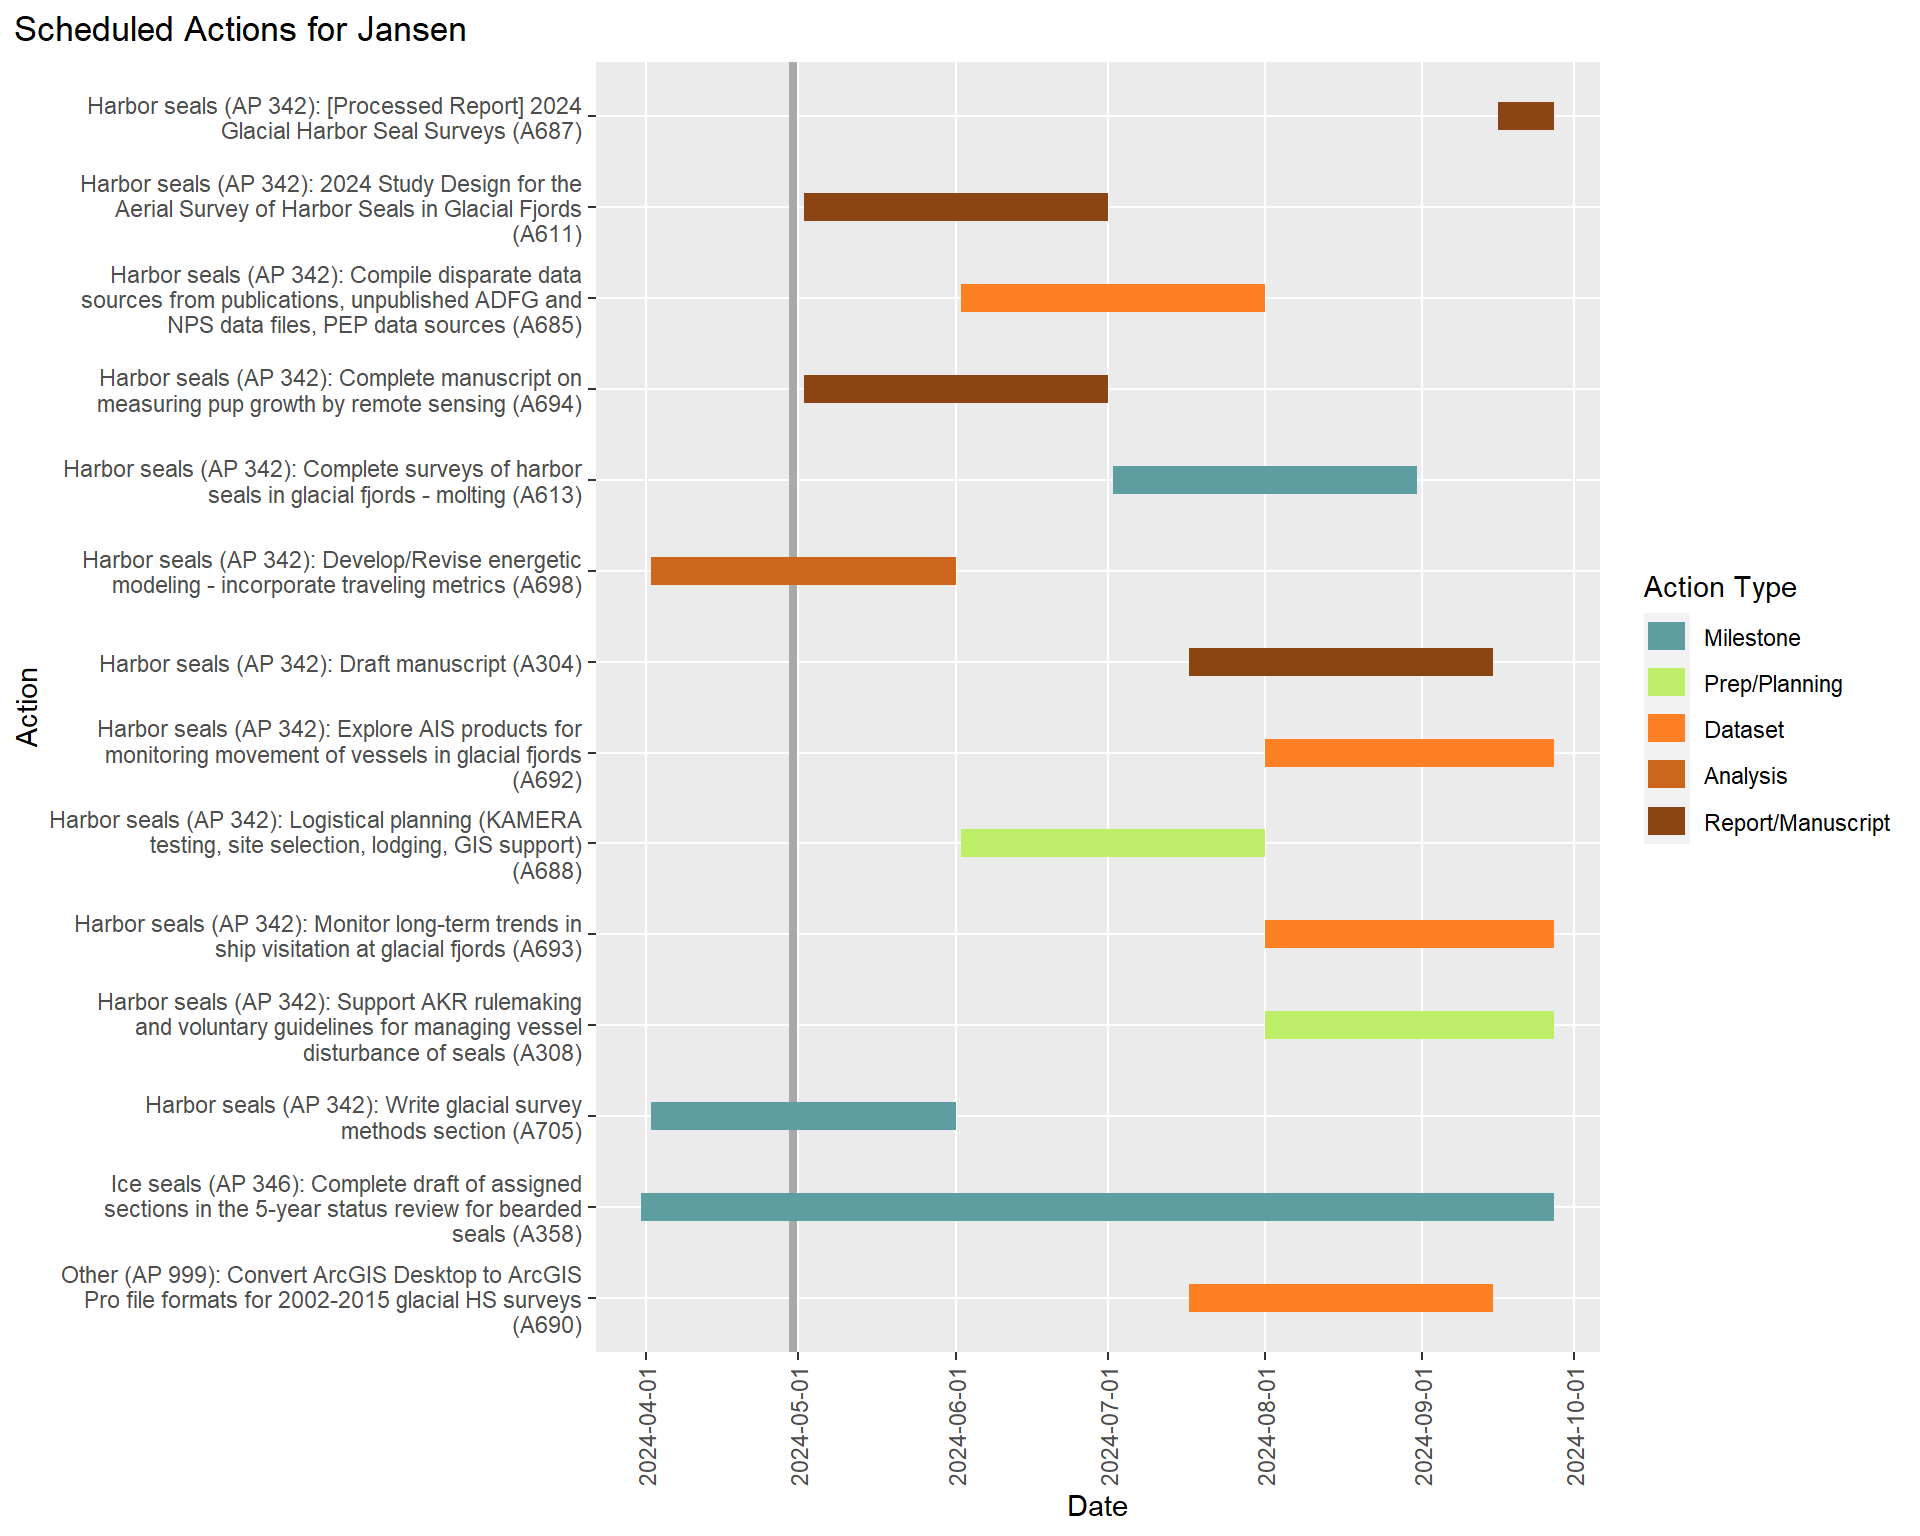 Scheduled Actions for Jansen
Harbor seals (AP 342): [Processed Report] 2024
Glacial Harbor Seal Surveys (A687)
Harbor seals (AP 342): 2024 Study Design for the
Aerial Survey of Harbor Seals in Glacial Fjords
(A611)
Harbor seals (AP 342): Compile disparate data
sources from publications, unpublished ADFG and
NPS data files, PEP data sources (A685)
Harbor seals (AP 342): Complete manuscript on
measuring pup growth by remote sensing (A694)
Harbor seals (AP 342): Complete surveys of harbor
seals in glacial fjords - molting (A613)
Harbor seals (AP 342): Develop/Revise energetic
modeling - incorporate traveling metrics (A698)
Harbor seals (AP 342): Draft manuscript (A304)
Harbor seals (AP 342): Explore AIS products for
monitoring movement of vessels in glacial fjords
(A692)
Harbor seals (AP 342): Logistical planning (KAMERA
testing, site selection, lodging, GIS support)
(A688)
Harbor seals (AP 342): Monitor long-term trends in
ship visitation at glacial fjords (A693)
Harbor seals (AP 342): Support AKR rulemaking
and voluntary guidelines for managing vessel
disturbance of seals (A308)
Harbor seals (AP 342): Write glacial survey
methods section (A705)
Ice seals (AP 346): Complete draft of assigned
sections in the 5-year status review for bearded
seals (A358)
Other (AP 999): Convert ArcGIS Desktop to ArcGIS
Pro file formats for 2002-2015 glacial HS surveys
(A690)
Action
2024-04-01
2024-05-01
2024-06-01
2024-07-01
2024-08-01
2024-09-01
2024-10-01
Date
Action Type
Milestone
Prep/Planning
Dataset
Analysis
Report/Manuscript